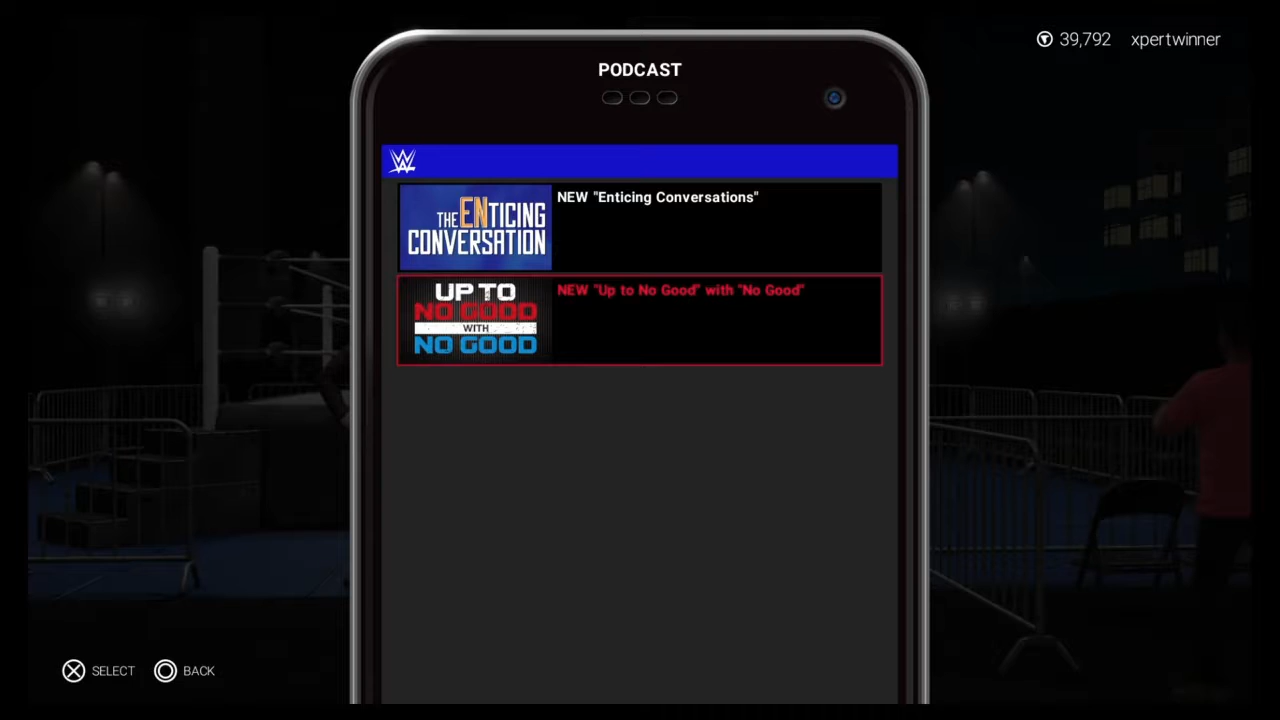 39,792 xpertwinner
PODCAST
W
THE ENTICING
CONVERSATION
NEW "Enticing Conversations"
UP TO
NO GOOD
WITH
NO GOOD
NEW "Up to No Good" with "No Good"
SELECT BACK